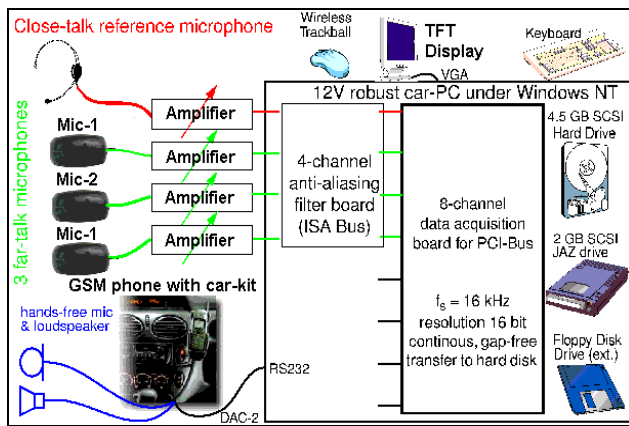 Close-talk reference microphone
Wireless
Trackball
TFT
Display
Keyboard
VGA
12V robust car-PC under Windows NT
Amplifier
Mic-1
Amplifier
Mic-2
Amplifier
Mic-1
Amplifier
3 far-talk microphones
4-channel
anti-aliasing
filter board
(ISA Bus)
8-channel
data acquisition
board for PCI-Bus
f_s = 16 kHz
resolution 16 bit
continous, gap-free
transfer to hard disk
4.5 GB SCSI
Hard Drive
2 GB SCSI
JAZ drive
Floppy Disk
Drive (ext.)
GSM phone with car-kit
hands-free mic
& loudspeaker
RS232
DAC-2